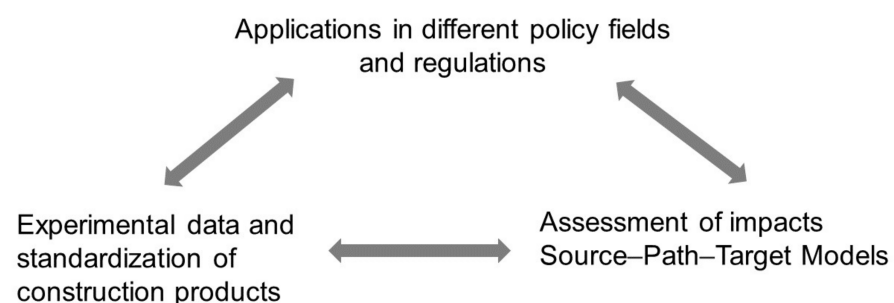 Applications in different policy fields
and regulations
Experimental data and
standardization of
construction products
Assessment of impacts
Source–Path–Target Models